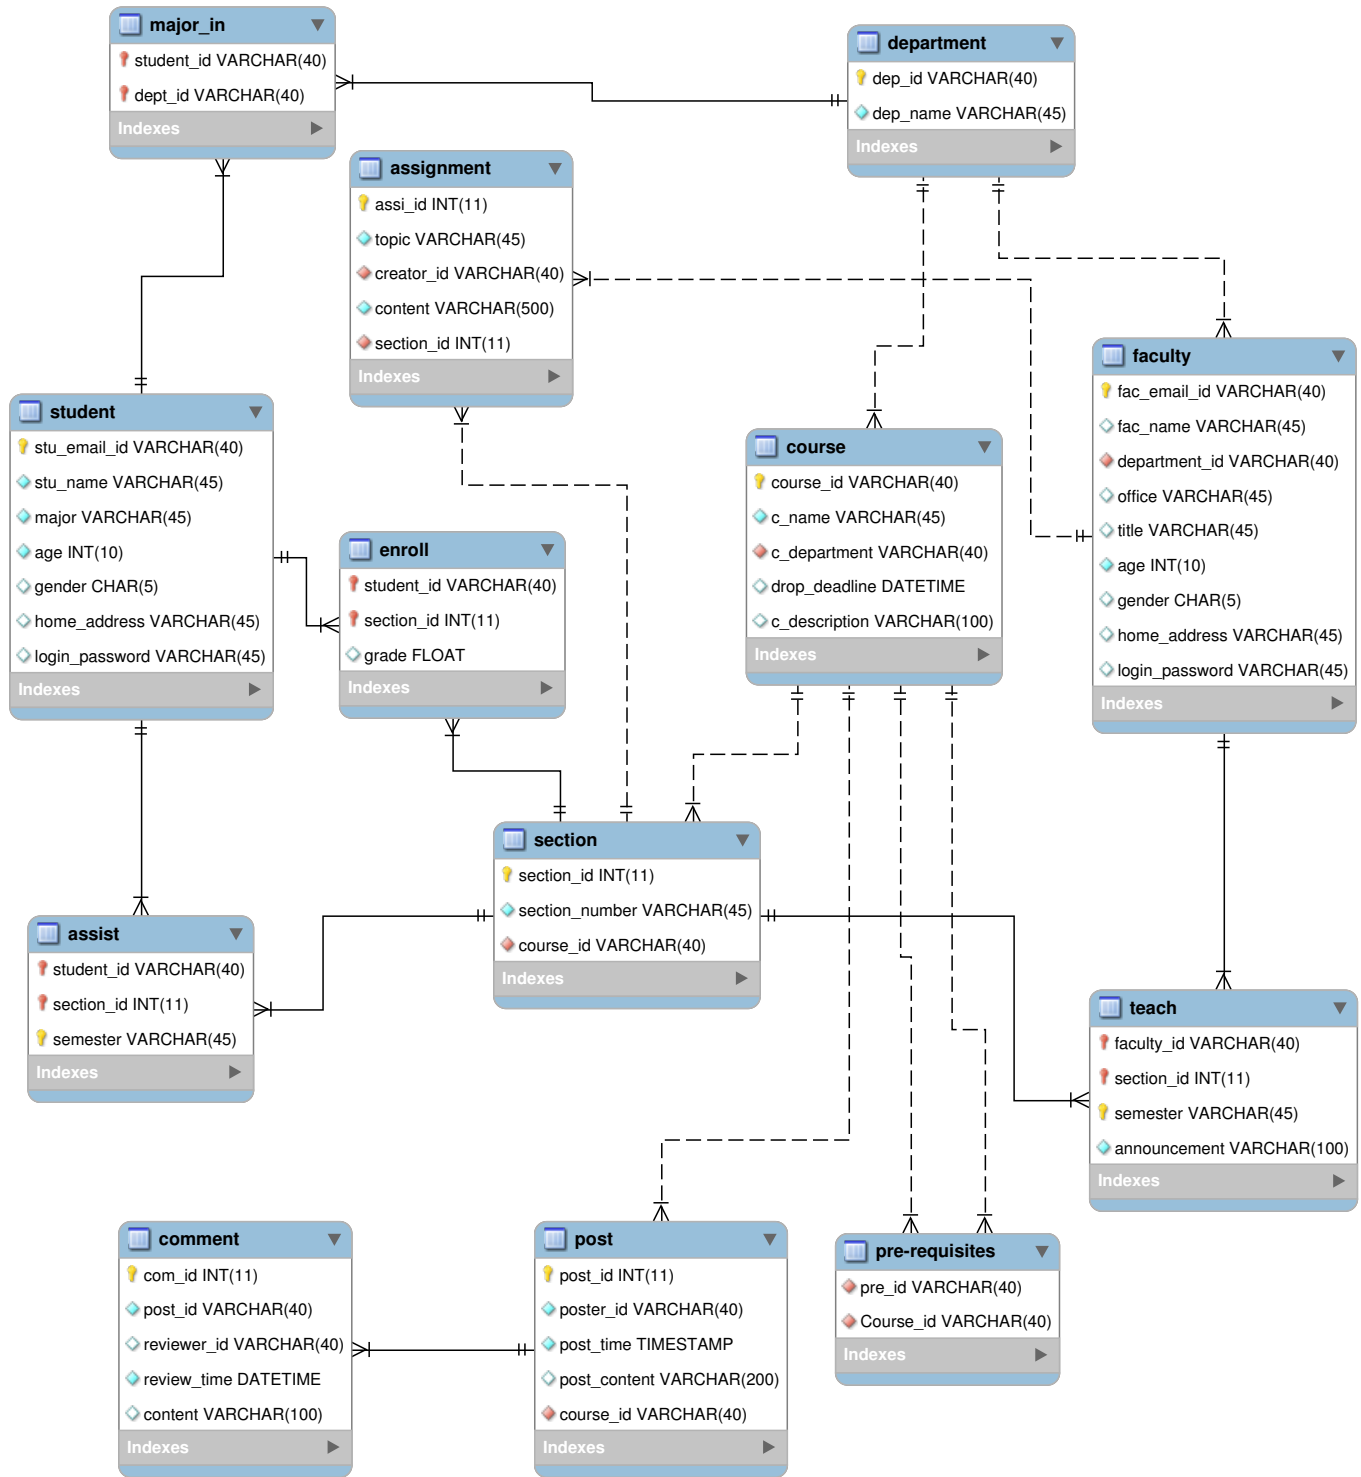 major_in
student_id VARCHAR(40)
dept_id VARCHAR(40)
Indexes
department
dep_id VARCHAR(40)
dep_name VARCHAR(45)
Indexes
assignment
assi_id INT(11)
topic VARCHAR(45)
creator_id VARCHAR(40)
content VARCHAR(500)
section_id INT(11)
Indexes
faculty
fac_email_id VARCHAR(40)
fac_name VARCHAR(45)
department_id VARCHAR(40)
office VARCHAR(45)
title VARCHAR(45)
age INT(10)
gender CHAR(5)
home_address VARCHAR(45)
login_password VARCHAR(45)
Indexes
student
stu_email_id VARCHAR(40)
stu_name VARCHAR(45)
major VARCHAR(45)
age INT(10)
gender CHAR(5)
home_address VARCHAR(45)
login_password VARCHAR(45)
Indexes
course
course_id VARCHAR(40)
c_name VARCHAR(45)
c_department VARCHAR(40)
drop_deadline DATETIME
c_description VARCHAR(100)
Indexes
enroll
student_id VARCHAR(40)
section_id INT(11)
grade FLOAT
Indexes
section
section_id INT(11)
section_number VARCHAR(45)
course_id VARCHAR(40)
Indexes
assist
student_id VARCHAR(40)
section_id INT(11)
semester VARCHAR(45)
Indexes
teach
faculty_id VARCHAR(40)
section_id INT(11)
semester VARCHAR(45)
announcement VARCHAR(100)
Indexes
comment
com_id INT(11)
post_id VARCHAR(40)
reviewer_id VARCHAR(40)
review_time DATETIME
content VARCHAR(100)
Indexes
post
post_id INT(11)
poster_id VARCHAR(40)
post_time TIMESTAMP
post_content VARCHAR(200)
course_id VARCHAR(40)
Indexes
pre-requisites
pre_id VARCHAR(40)
Course_id VARCHAR(40)
Indexes